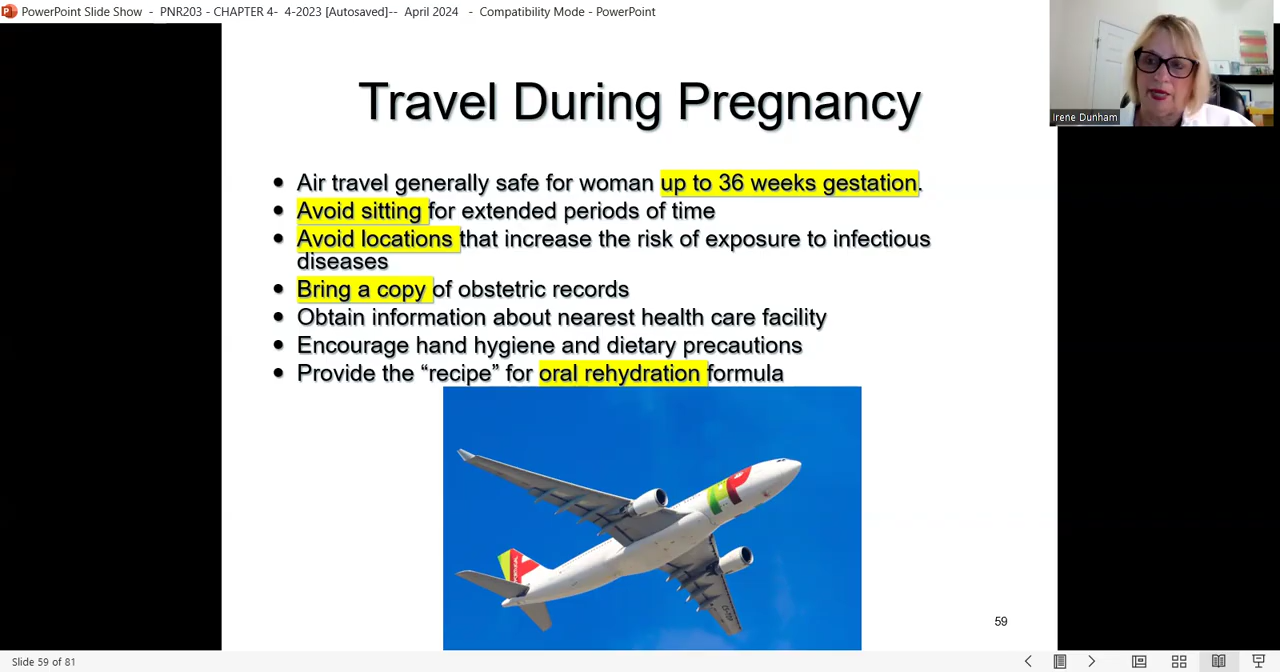 PowerPoint Slide Show - PNR203 - CHAPTER 4- 4-2023 [Autosaved]-- April 2024 - Compatibility Mode - PowerPoint
Irene Dunham
Travel During Pregnancy
• Air travel generally safe for woman up to 36 weeks gestation.
• Avoid sitting for extended periods of time
• Avoid locations that increase the risk of exposure to infectious
diseases
• Bring a copy of obstetric records
• Obtain information about nearest health care facility
• Encourage hand hygiene and dietary precautions
• Provide the “recipe” for oral rehydration formula
59
Slide 59 of 81